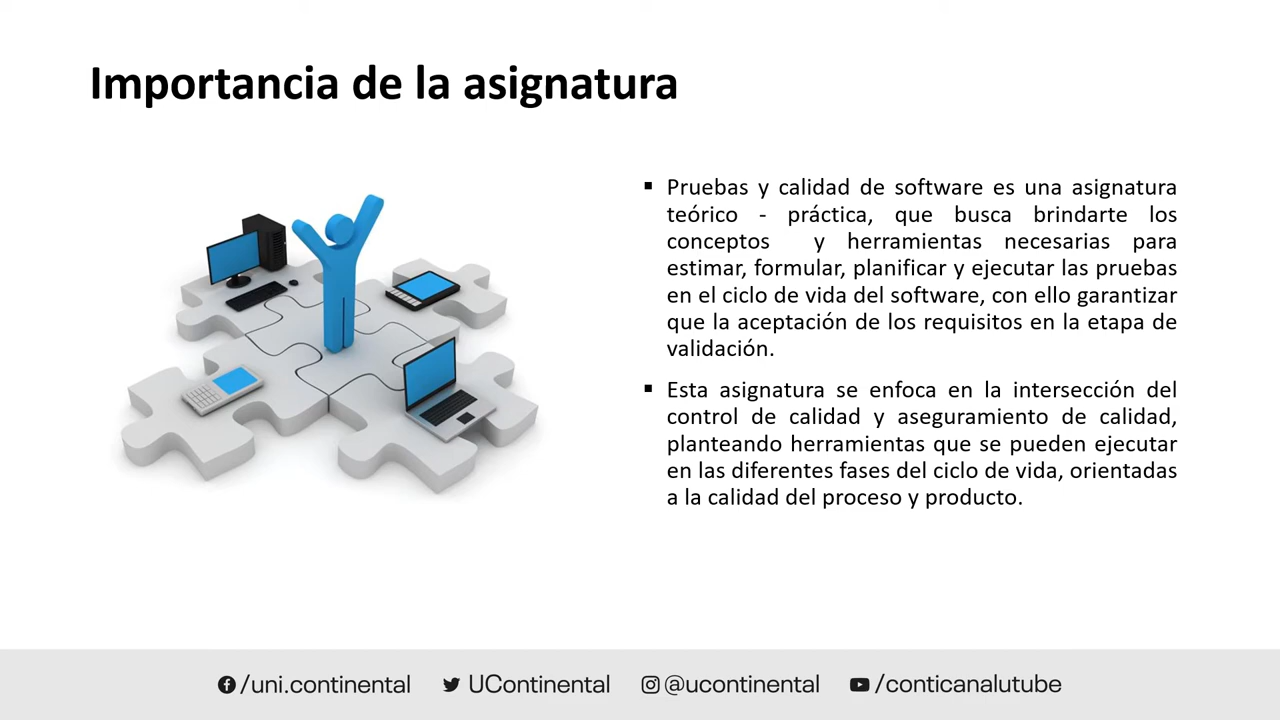 Importancia de la asignatura
▪ Pruebas y calidad de software es una asignatura
teórico - práctica, que busca brindarte los
conceptos y herramientas necesarias para
estimar, formular, planificar y ejecutar las pruebas
en el ciclo de vida del software, con ello garantizar
que la aceptación de los requisitos en la etapa de
validación.
▪ Esta asignatura se enfoca en la intersección del
control de calidad y aseguramiento de calidad,
planteando herramientas que se pueden ejecutar
en las diferentes fases del ciclo de vida, orientadas
a la calidad del proceso y producto.
/uni.continental UContinental @ucontinental /conticanalutube